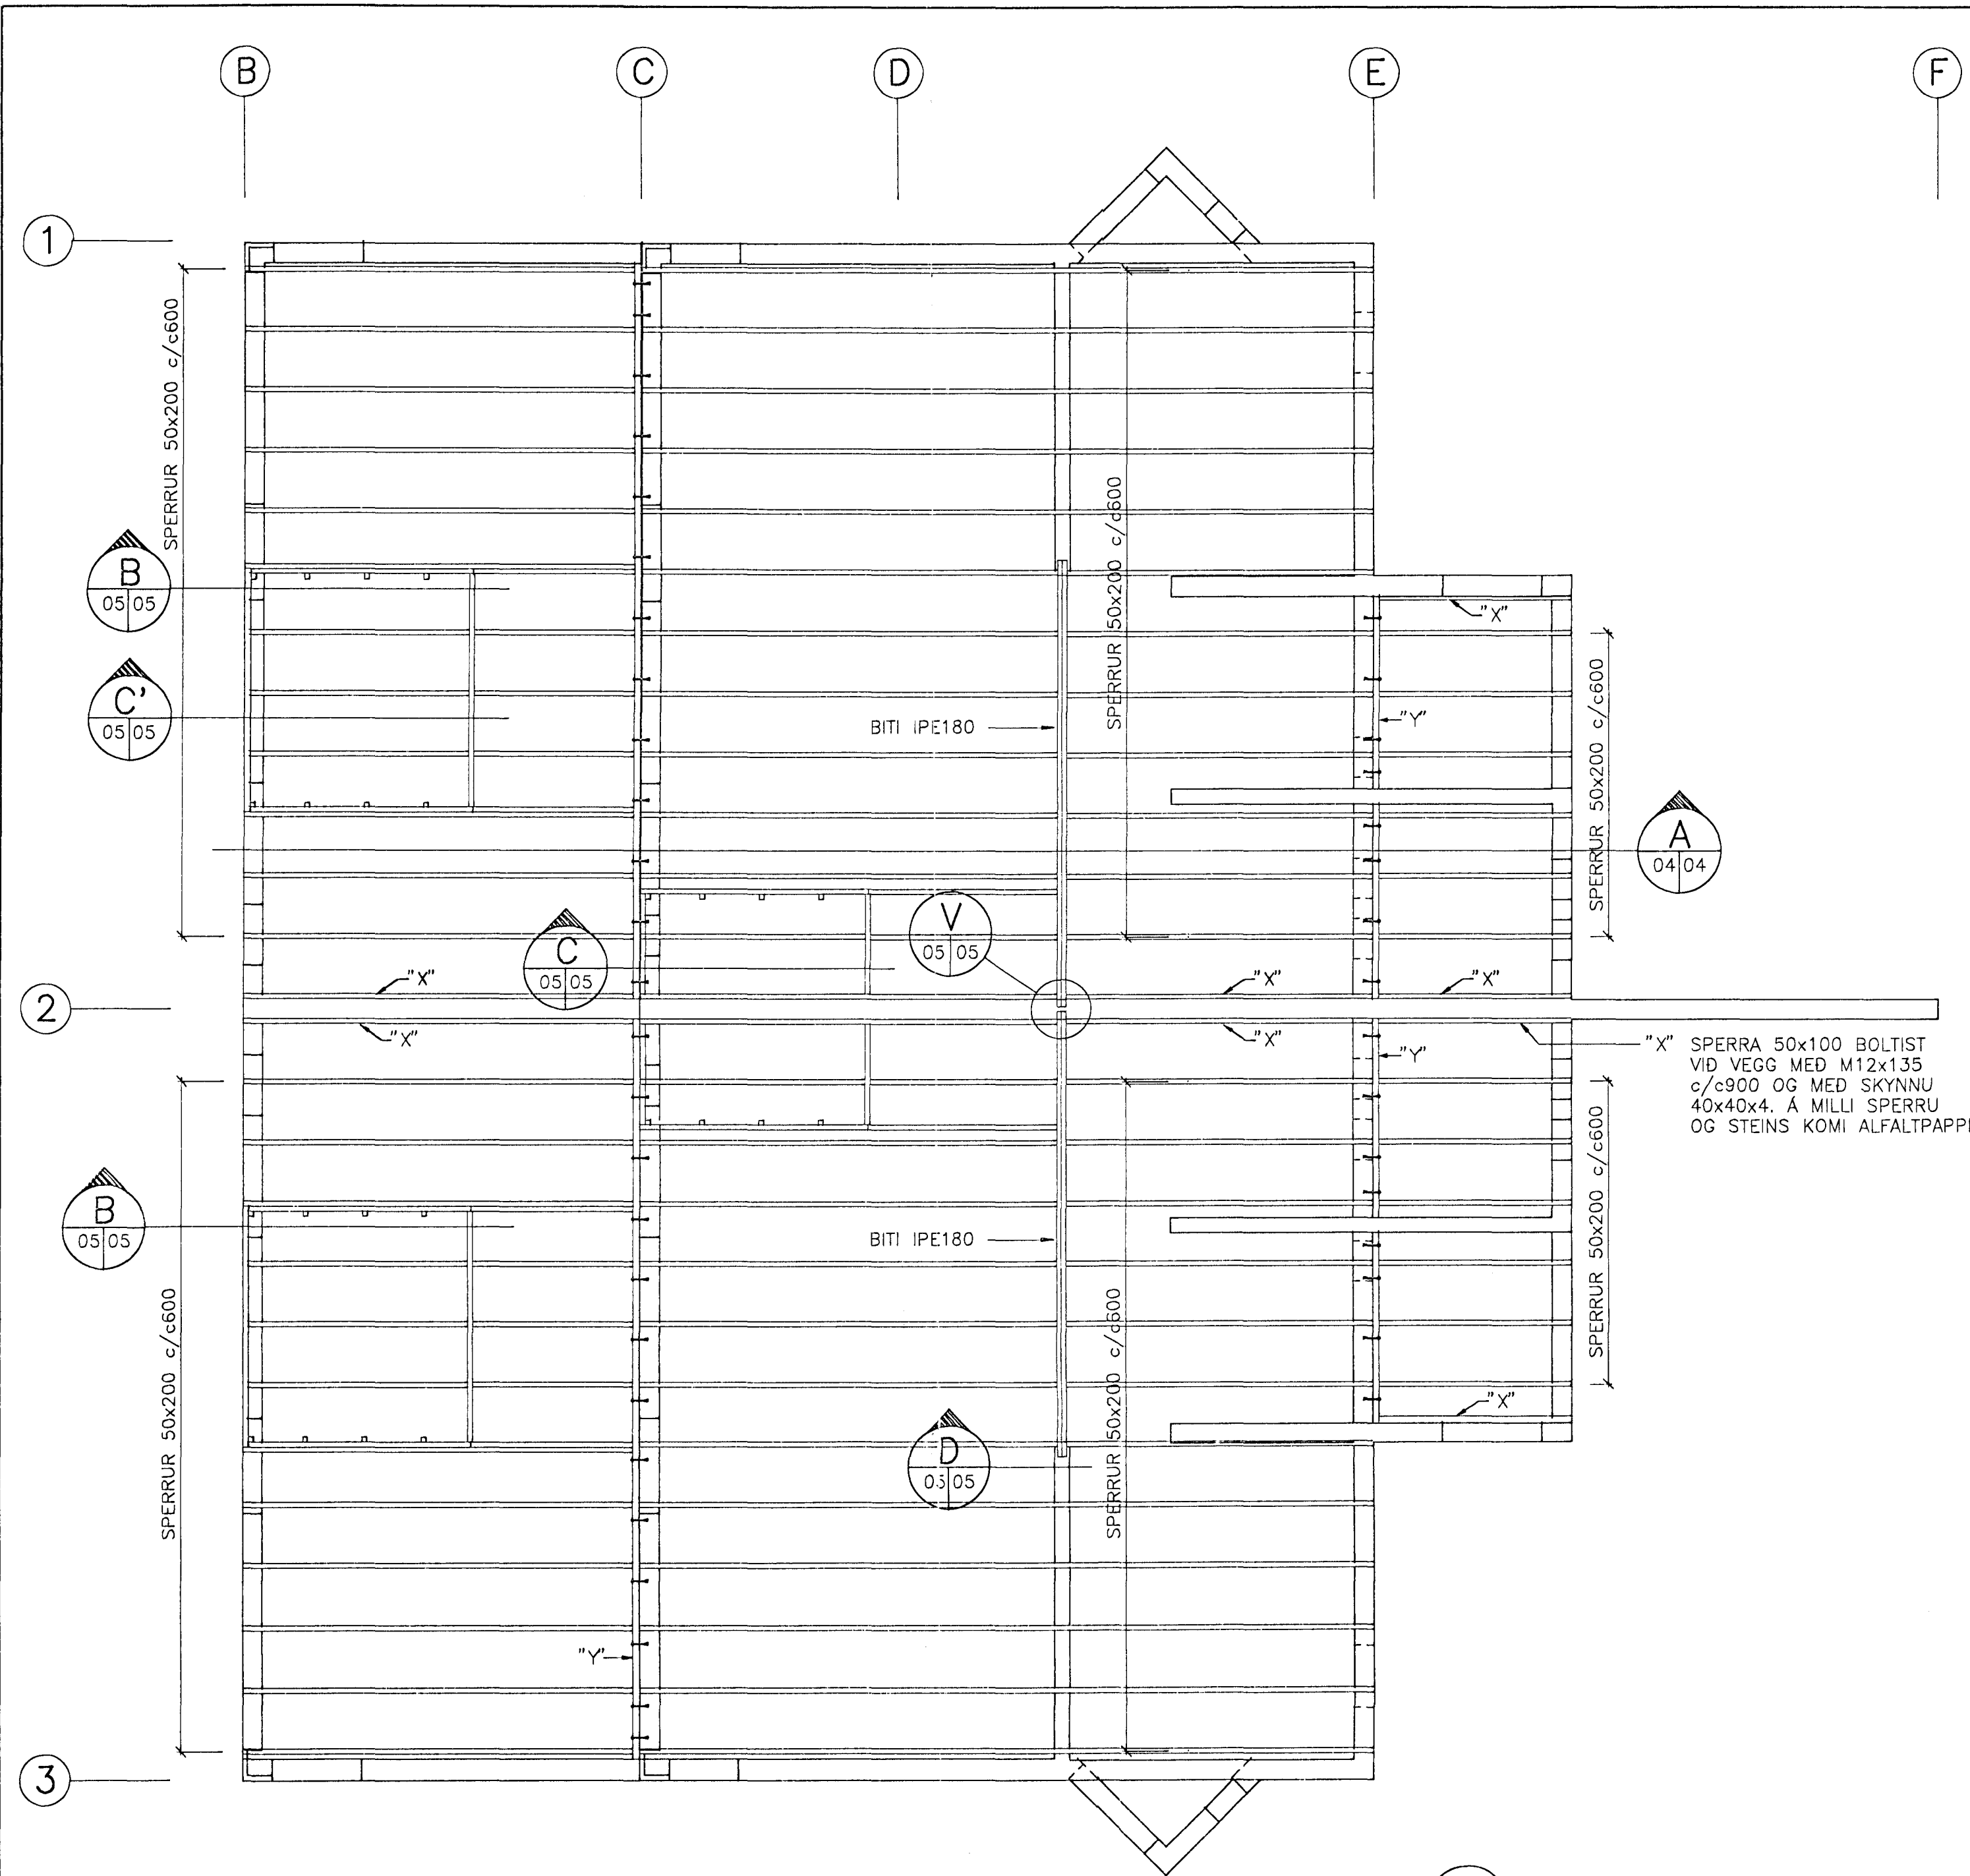 B
C
D
E
F
1
SPERRUR 50x200 c/c600
SPERRUR 50x200 c/c600
B
05 05
"X"
C'
05 05
BITI IPE180
"Y"
SPERRUR 50x200 c/c600
A
04 04
V
05 05
C
05 05
"X"
"X"
"X"
2
"X"
"X"
"Y"
"X" SPERRA 50x100 BOLTIST
VIÐ VEGG MEÐ M12x135
c/c900 OG MEÐ SKYNNU
40x40x4. Á MILLI SPERRU
OG STEINS KOMI ALFALTPAPPI
B
05 05
BITI IPE180
SPERRUR 50x200 c/c600
SPERRUR 50x200 c/c600
SPERRUR 50x200 c/c600
"X"
D
05 05
"Y"
3